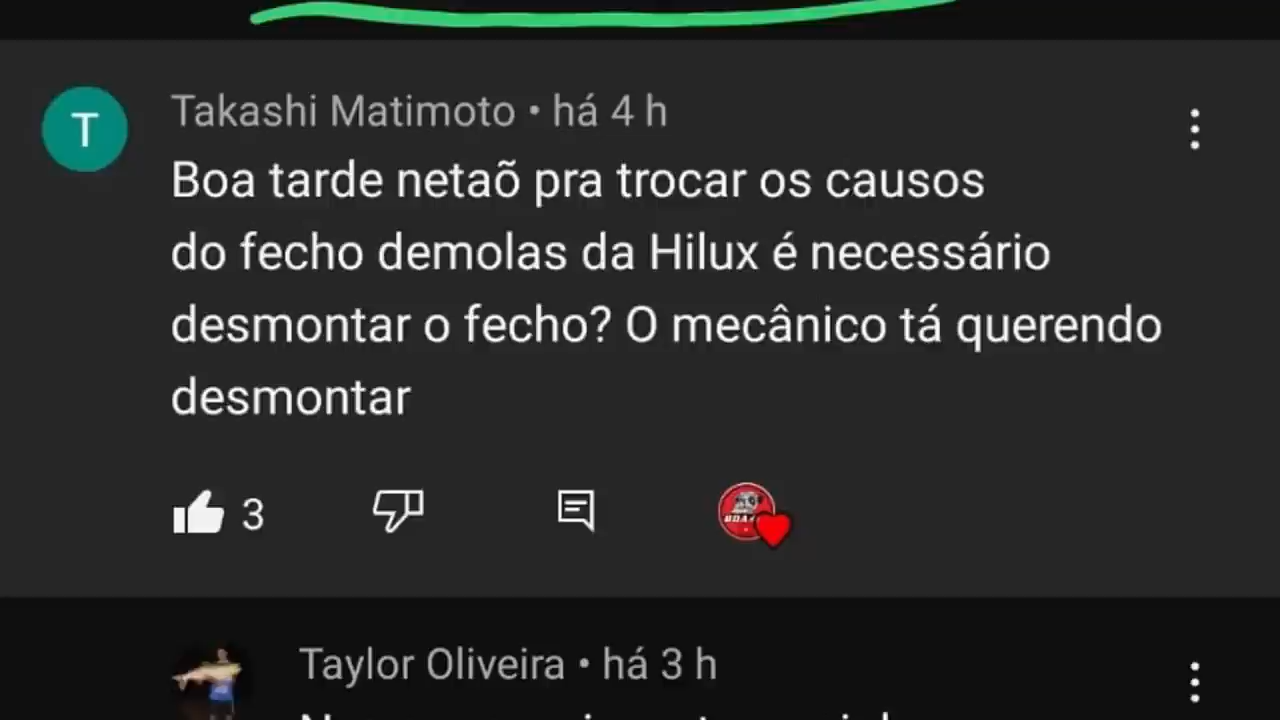 T
Takashi Matimoto • há 4 h
Boa tarde netaõ pra trocar os causos
do fecho demolas da Hilux é necessário
desmontar o fecho? O mecânico tá querendo
desmontar
3
Taylor Oliveira • há 3 h